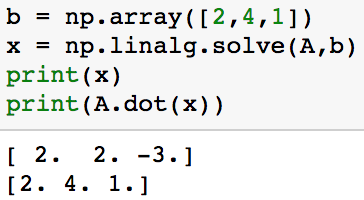 b = np.array([2,4,1])
x = np.linalg.solve(A,b)
print(x)
print(A.dot(x))
[ 2.  2. -3.]
[2. 4. 1.]